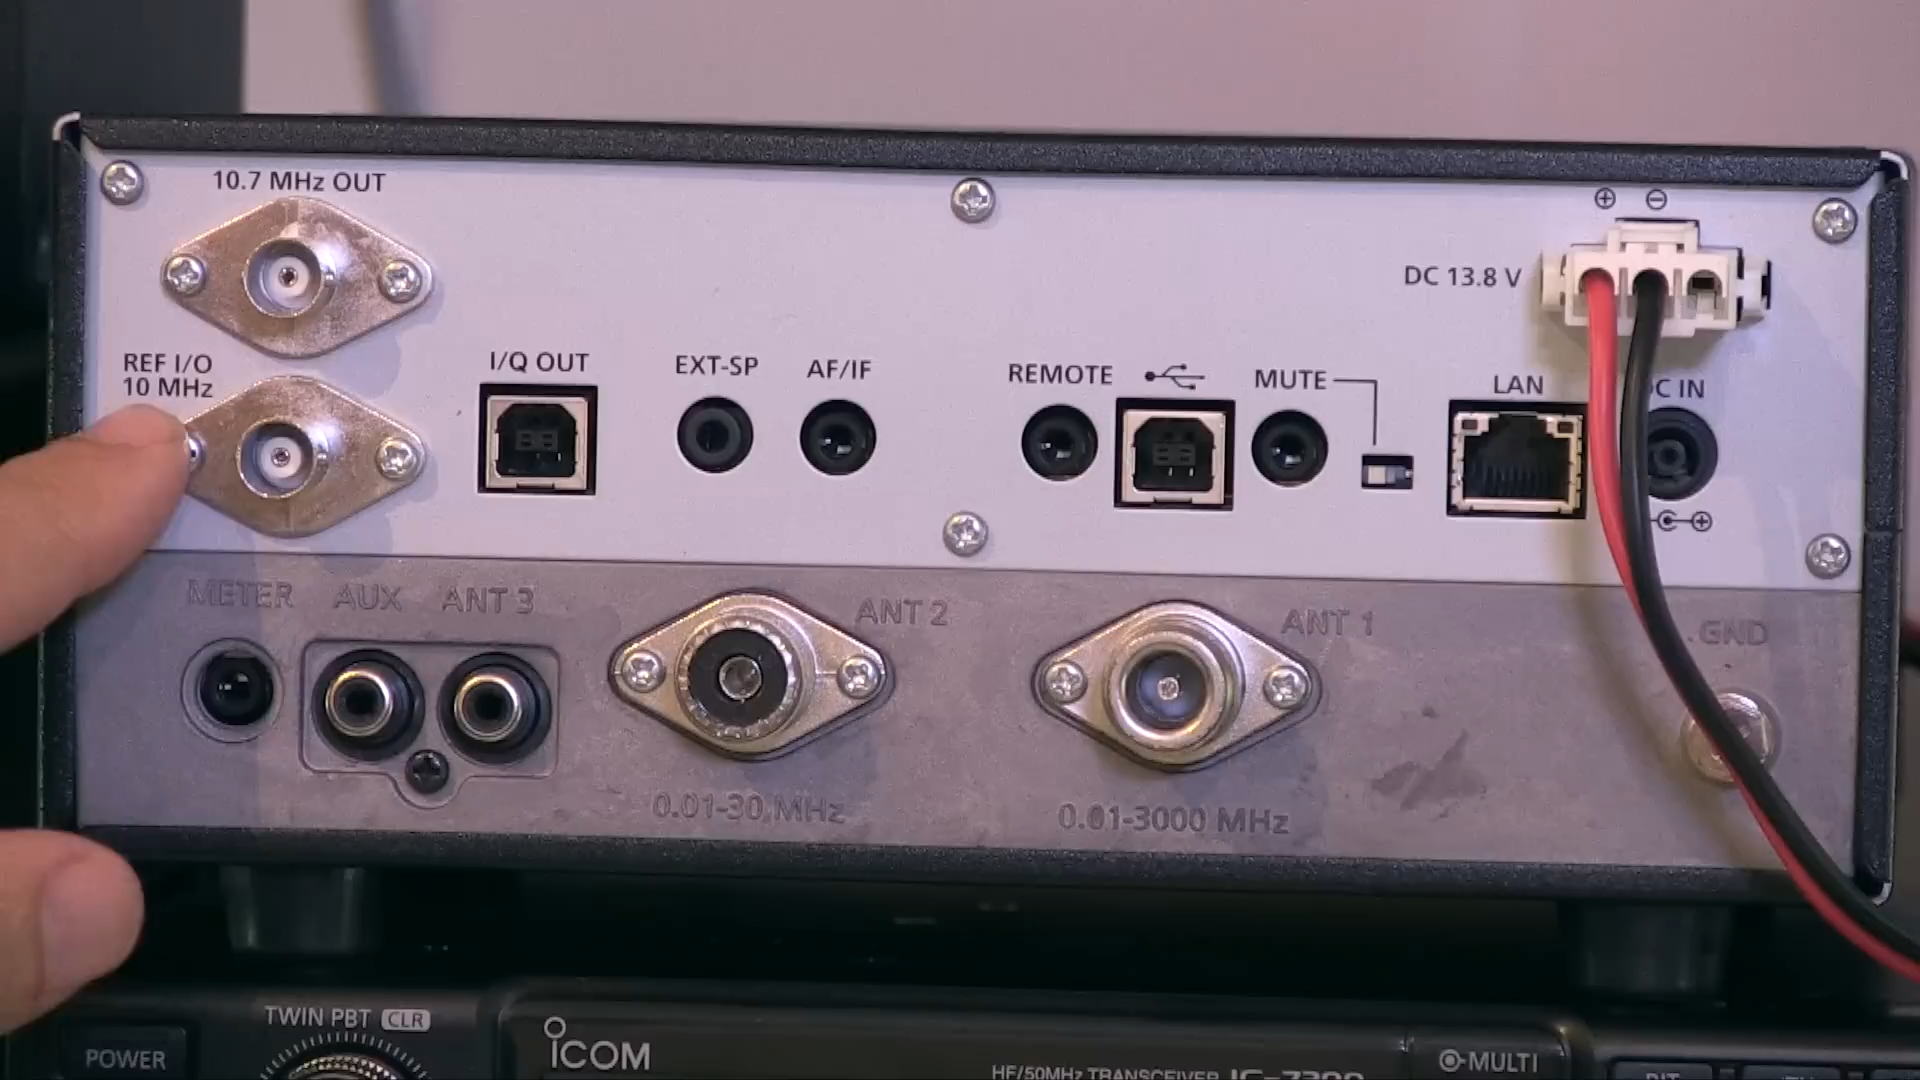 10.7 MHz OUT
DC 13.8 V
REF I/O
10 MHz
I/Q OUT
EXT-SP
AF/IF
REMOTE
MUTE
LAN
DC IN
METER
AUX
ANT 3
ANT 2
ANT 1
GND
0.01-30 MHz
0.01-3000 MHz
TWIN PBT CLR
POWER
ICOM
HF/50MHz TRANSCEIVER IC-7300
MULTI